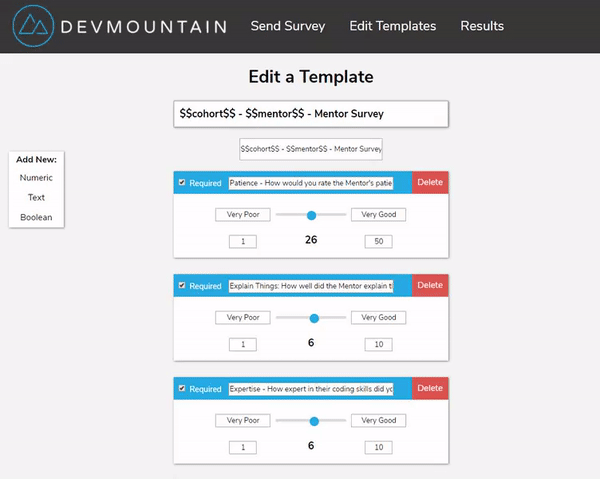 DEVMOUNTAIN Send Survey Edit Templates Results
Edit a Template
$$cohort$$ - $$mentor$$ - Mentor Survey
$$cohort$$ - $$mentor$$ - Mentor Survey
Add New:
Numeric
Text
Boolean
Required Patience - How would you rate the Mentor's patie Delete
Very Poor Very Good
1 26 50
Required Explain Things: How well did the Mentor explain t Delete
Very Poor Very Good
1 6 10
Required Expertise - How expert in their coding skills did yo Delete
Very Poor Very Good
1 6 10